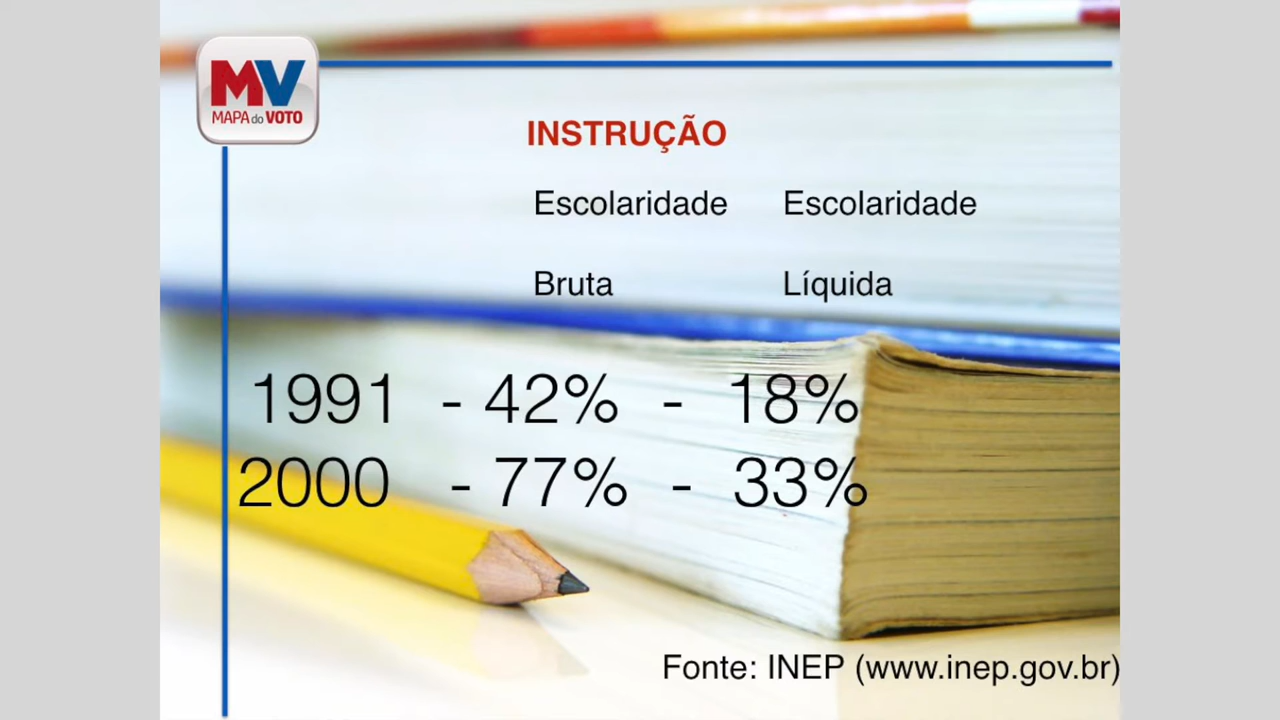 MV
MAPA do VOTO
INSTRUÇÃO
Escolaridade Escolaridade
Bruta Líquida
1991 - 42% - 18%
2000 - 77% - 33%
Fonte: INEP (www.inep.gov.br)